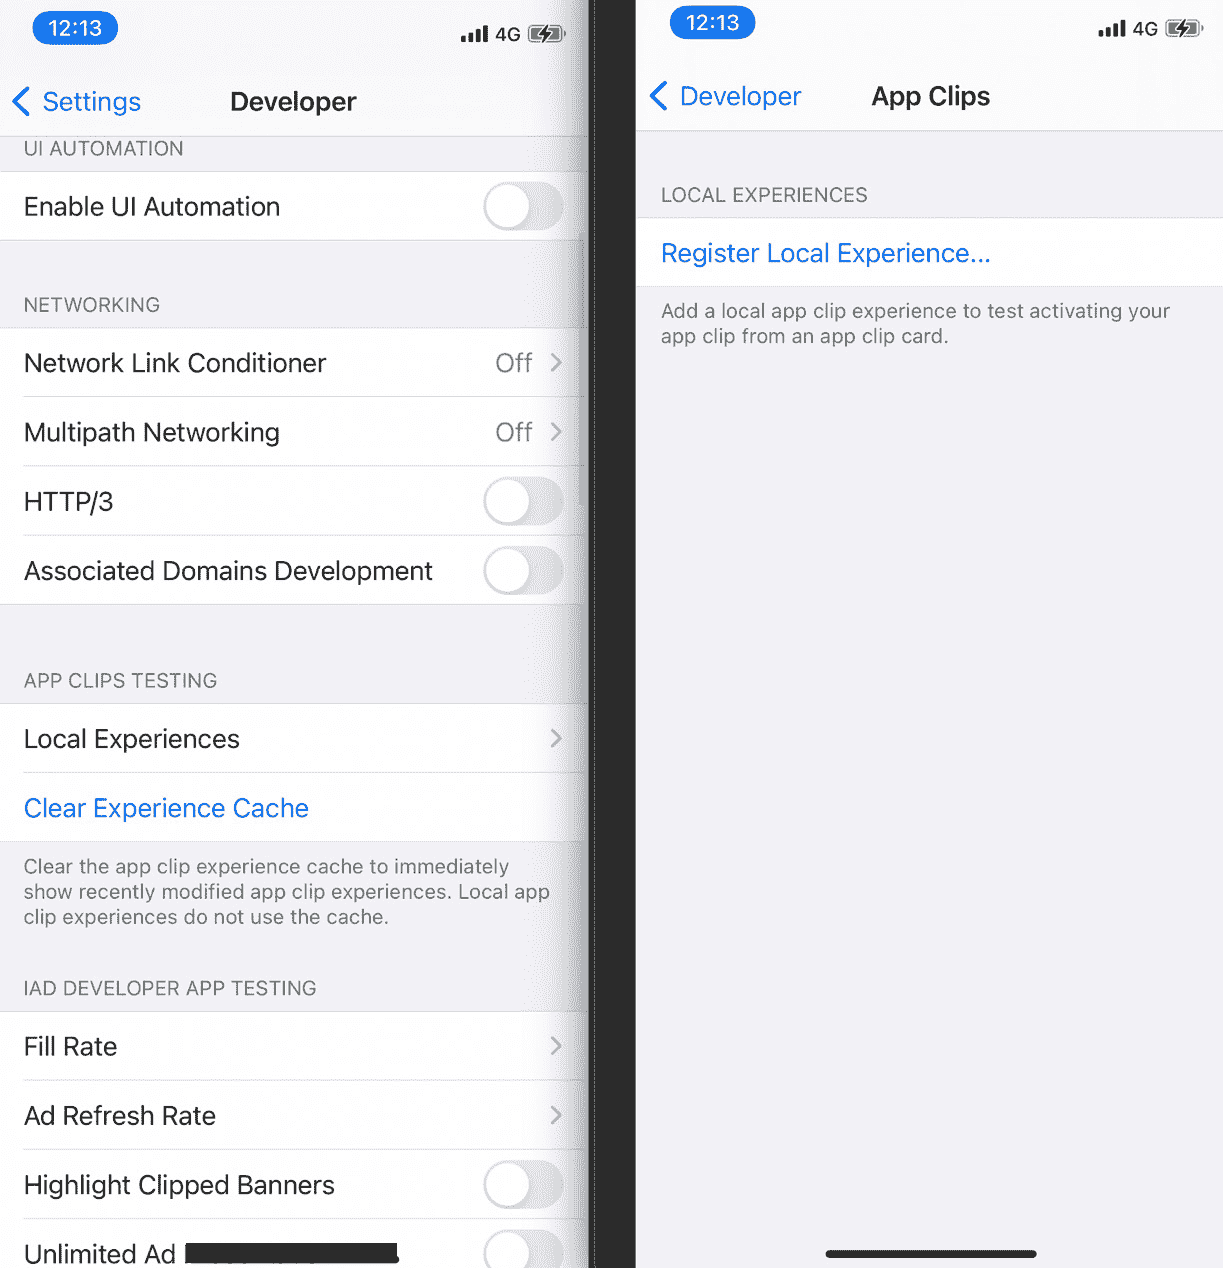 12:13
4G
Settings
Developer
UI AUTOMATION
Enable UI Automation
NETWORKING
Network Link Conditioner Off
Multipath Networking Off
HTTP/3
Associated Domains Development
APP CLIPS TESTING
Local Experiences
Clear Experience Cache
Clear the app clip experience cache to immediately
show recently modified app clip experiences. Local app
clip experiences do not use the cache.
IAD DEVELOPER APP TESTING
Fill Rate
Ad Refresh Rate
Highlight Clipped Banners
Unlimited Ad
12:13
4G
Developer
App Clips
LOCAL EXPERIENCES
Register Local Experience...
Add a local app clip experience to test activating your
app clip from an app clip card.